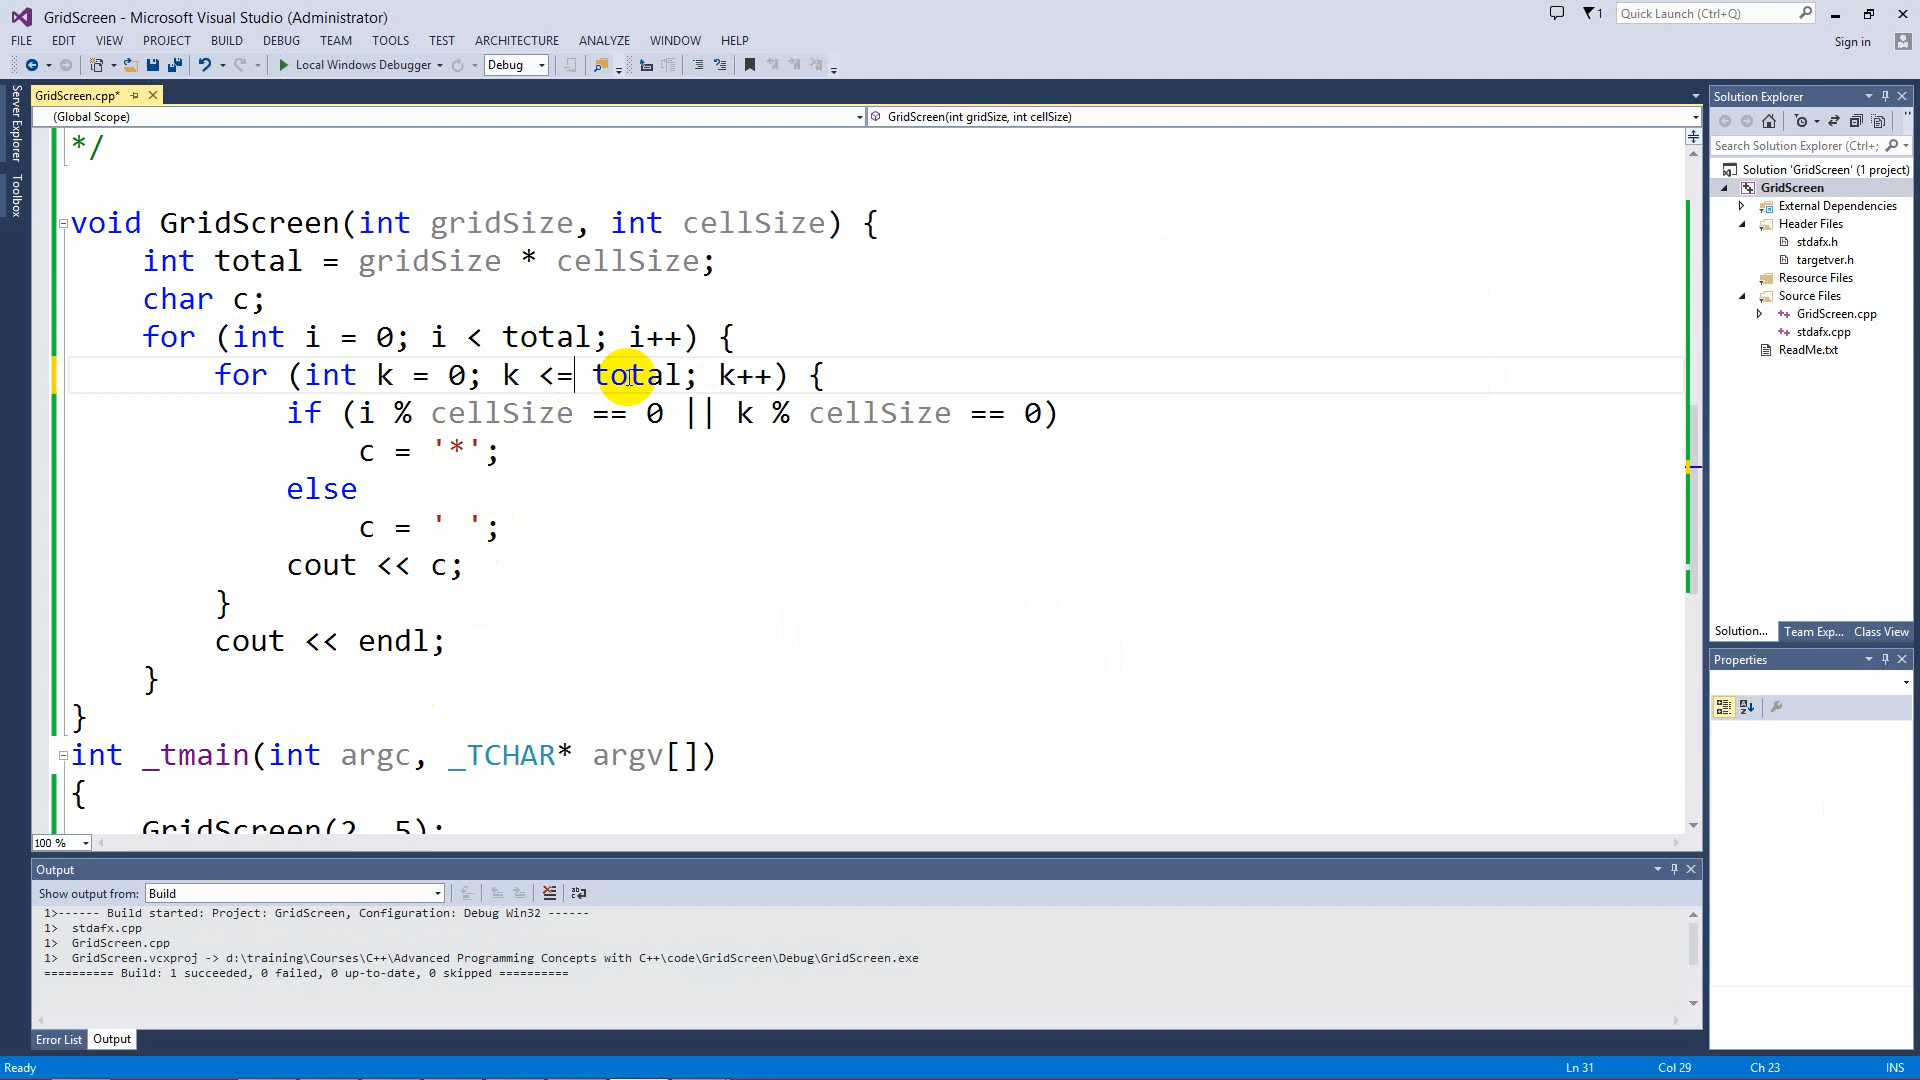 GridScreen - Microsoft Visual Studio (Administrator)
1
Quick Launch (Ctrl+Q)
FILE EDIT VIEW PROJECT BUILD DEBUG TEAM TOOLS TEST ARCHITECTURE ANALYZE WINDOW HELP
Sign in
Local Windows Debugger Debug
Server Explorer
Toolbox
GridScreen.cpp*
(Global Scope) GridScreen(int gridSize, int cellSize)
*/
void GridScreen(int gridSize, int cellSize) {
int total = gridSize * cellSize;
char c;
for (int i = 0; i < total; i++) {
for (int k = 0; k <= total; k++) {
if (i % cellSize == 0 || k % cellSize == 0)
c = '*';
else
c = ' ';
cout << c;
}
cout << endl;
}
}
int _tmain(int argc, _TCHAR* argv[])
{
GridScreen(2, 5);
100 %
Output
Show output from: Build
1>------ Build started: Project: GridScreen, Configuration: Debug Win32 ------
1> stdafx.cpp
1> GridScreen.cpp
1> GridScreen.vcxproj -> d:\training\Courses\C++\Advanced Programming Concepts with C++\code\GridScreen\Debug\GridScreen.exe
========== Build: 1 succeeded, 0 failed, 0 up-to-date, 0 skipped ==========
Error List Output
Solution Explorer
Search Solution Explorer (Ctrl+;
Solution 'GridScreen' (1 project)
GridScreen
External Dependencies
Header Files
stdafx.h
targetver.h
Resource Files
Source Files
GridScreen.cpp
stdafx.cpp
ReadMe.txt
Solution... Team Exp... Class View
Properties
Ready Ln 31 Col 29 Ch 23 INS